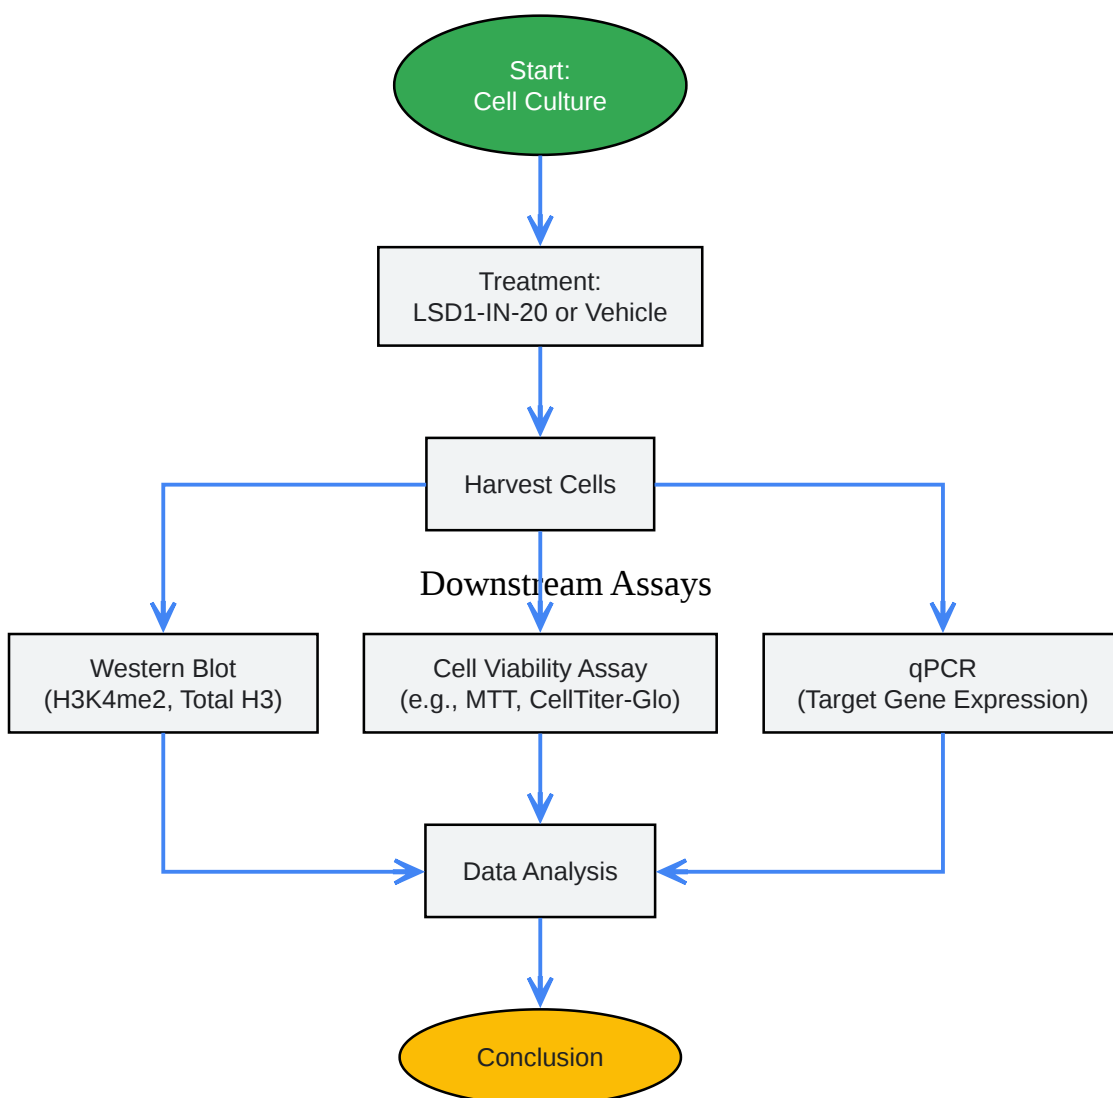 Start:
Cell Culture
Treatment:
LSD1-IN-20 or Vehicle
Harvest Cells
Downstream Assays
Western Blot
(H3K4me2, Total H3)
Cell Viability Assay
(e.g., MTT, CellTiter-Glo)
qPCR
(Target Gene Expression)
Data Analysis
Conclusion